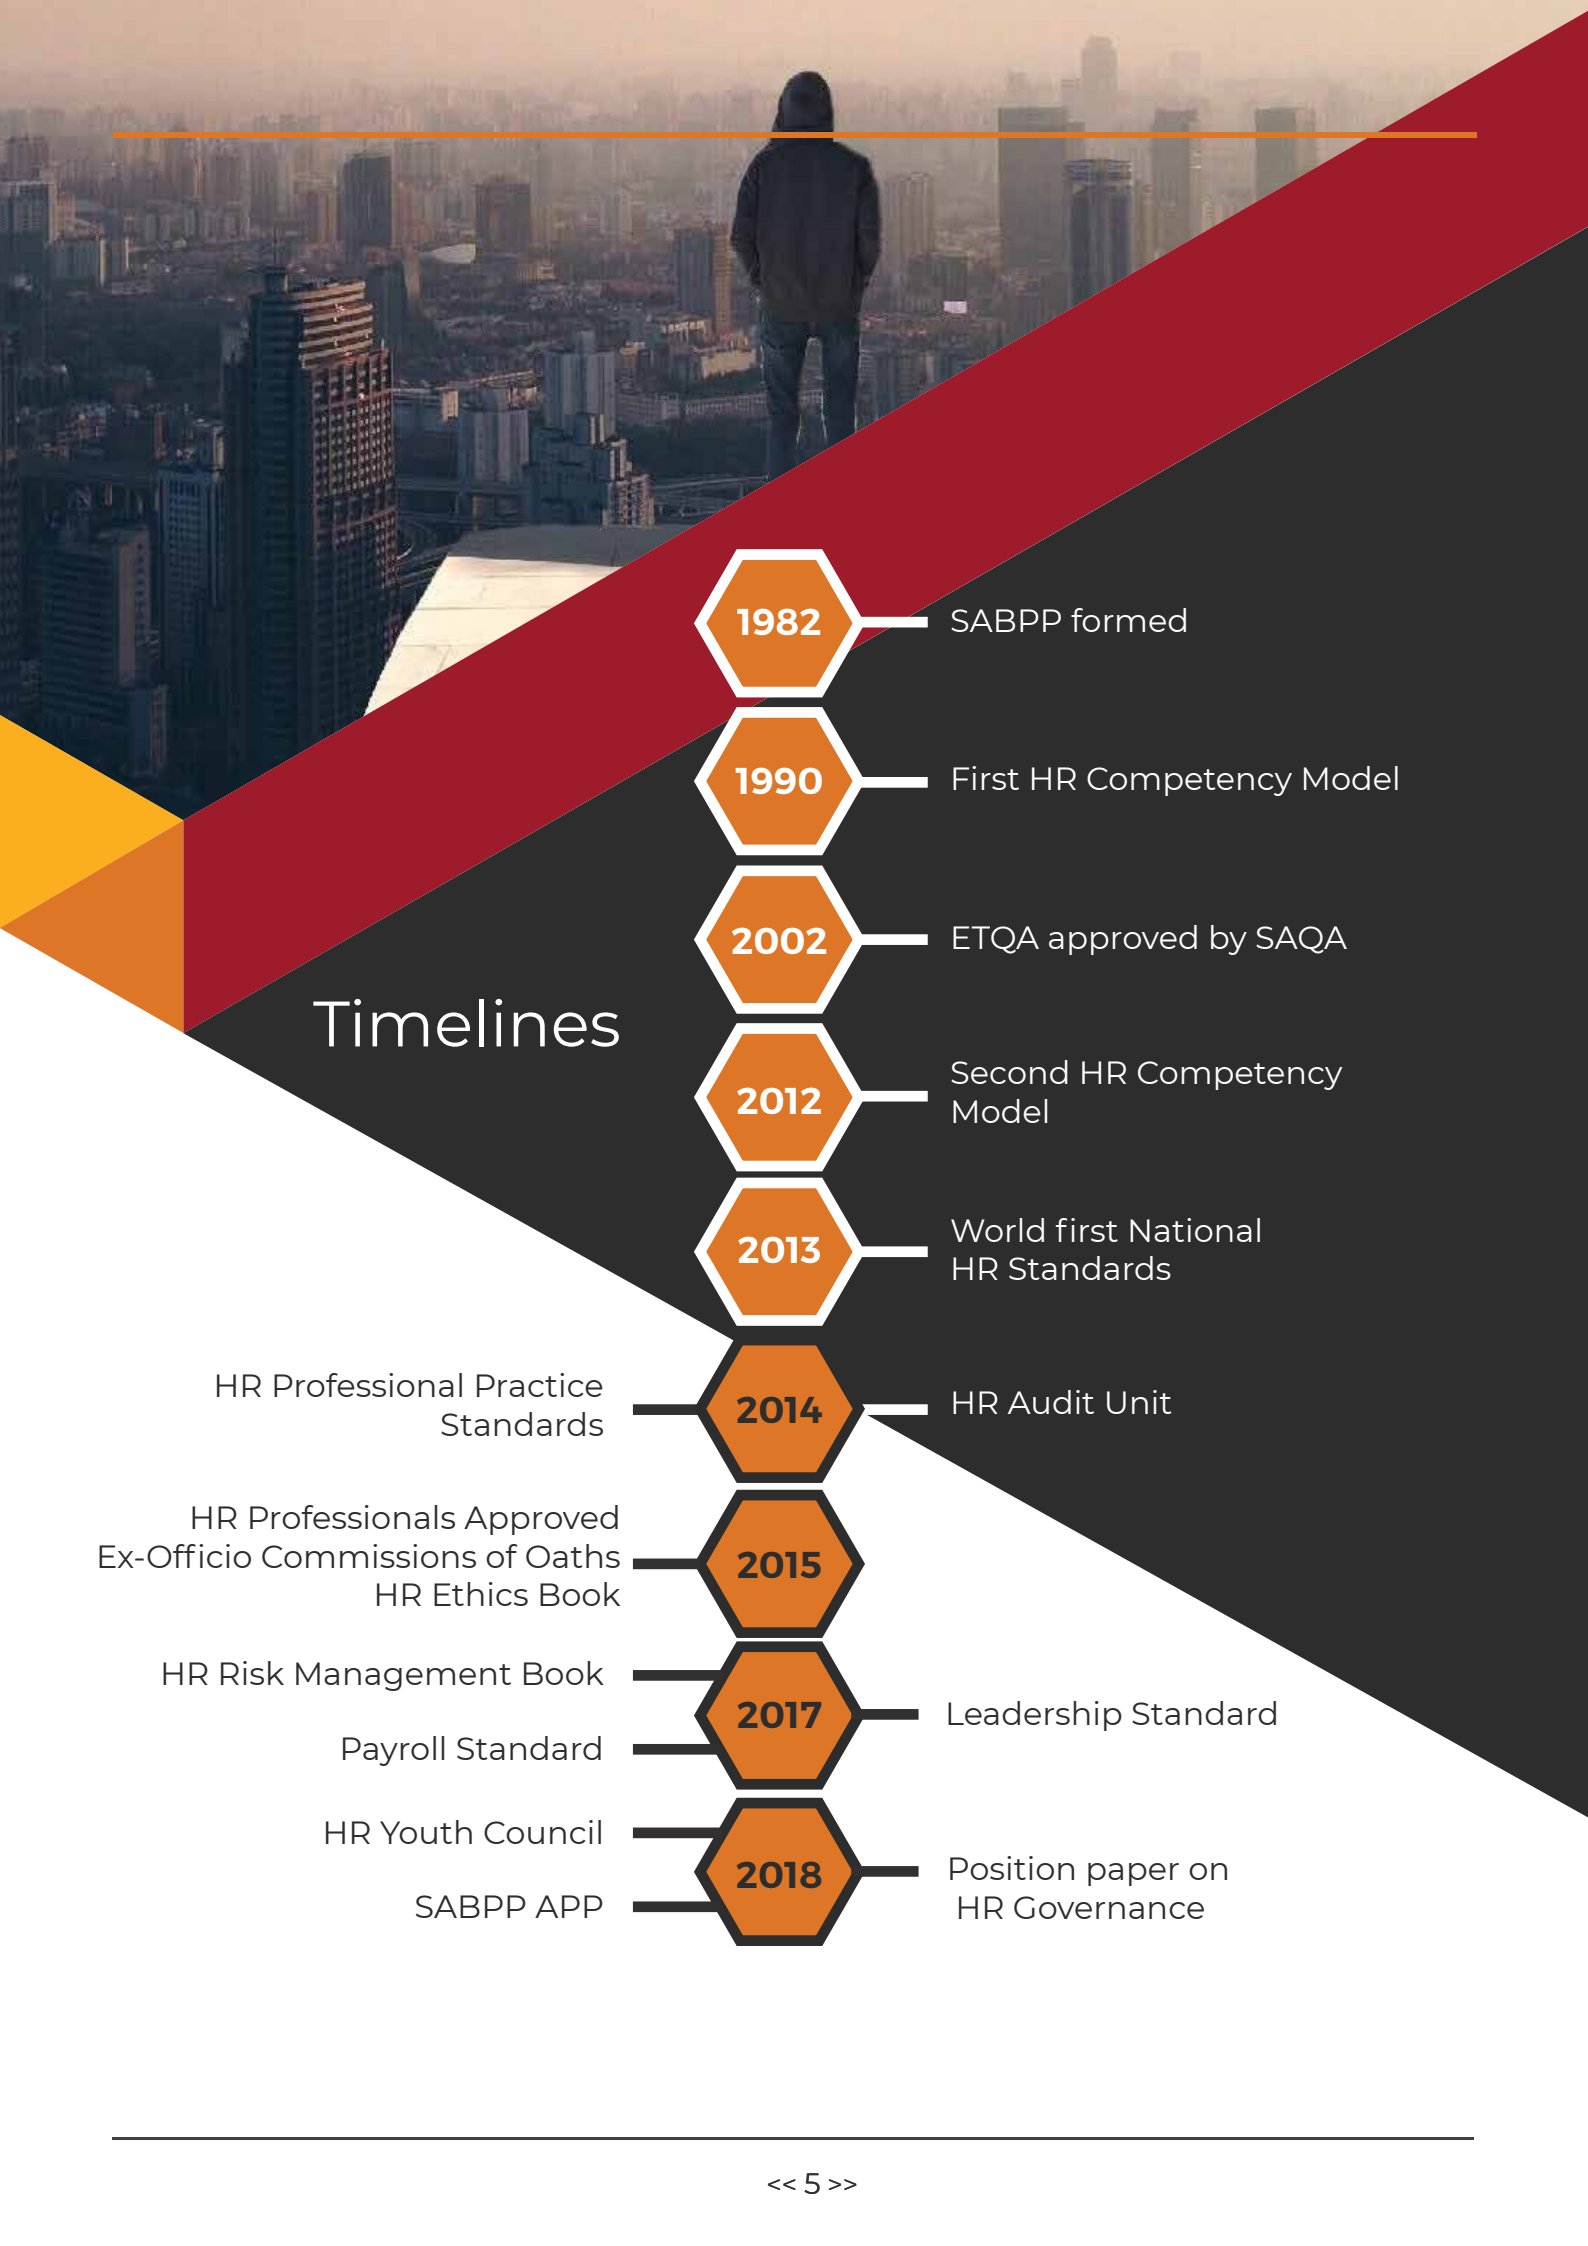 1982
SABPP formed
1990
First HR Competency Model
2002
ETQA approved by SAQA
Timelines
2012
Second HR Competency
Model
2013
World first National
HR Standards
HR Professional Practice
Standards
2014
HR Audit Unit
HR Professionals Approved
Ex-Officio Commissions of Oaths
HR Ethics Book
2015
HR Risk Management Book
Payroll Standard
2017
Leadership Standard
HR Youth Council
SABPP APP
2018
Position paper on
HR Governance
<< 5 >>